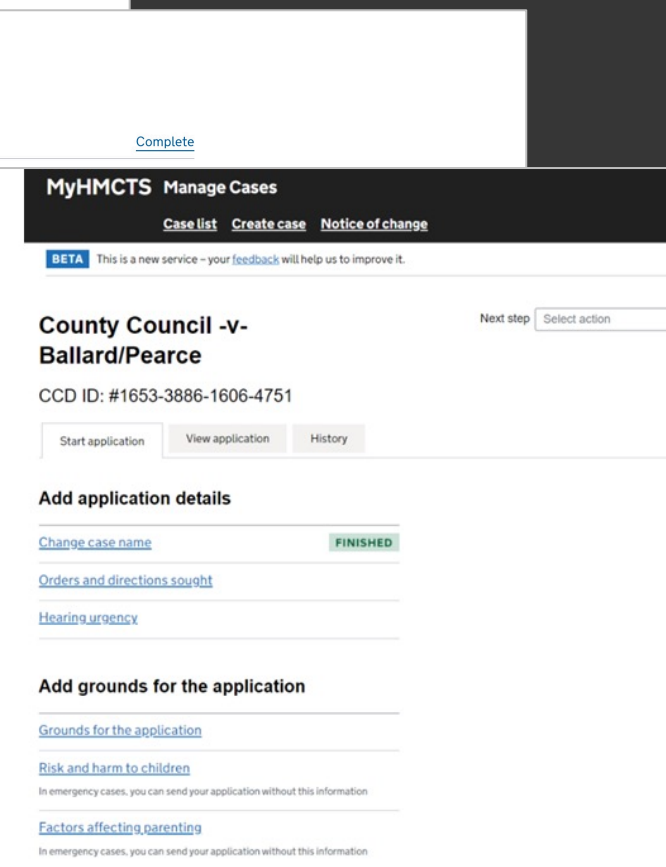 Complete
MyHMCTS Manage Cases
Case list Create case Notice of change
BETA This is a new service – your feedback will help us to improve it.
County Council -v-
Ballard/Pearce
Next step Select action
CCD ID: #1653-3886-1606-4751
Start application View application History
Add application details
Change case name FINISHED
Orders and directions sought
Hearing urgency
Add grounds for the application
Grounds for the application
Risk and harm to children
In emergency cases, you can send your application without this information
Factors affecting parenting
In emergency cases, you can send your application without this information